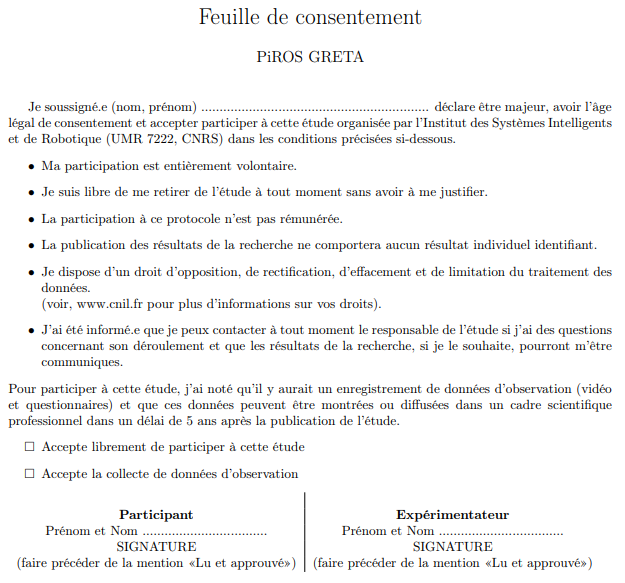 Feuille de consentement
PiROS GRETA
Je soussigné.e (nom, prénom) .............................................................. déclare être majeur, avoir l'âge
légal de consentement et accepter participer à cette étude organisée par l'Institut des Systèmes Intelligents
et de Robotique (UMR 7222, CNRS) dans les conditions précisées si-dessous.
• Ma participation est entièrement volontaire.
• Je suis libre de me retirer de l'étude à tout moment sans avoir à me justifier.
• La participation à ce protocole n'est pas rémunérée.
• La publication des résultats de la recherche ne comportera aucun résultat individuel identifiant.
• Je dispose d'un droit d'opposition, de rectification, d'effacement et de limitation du traitement des
données.
(voir, www.cnil.fr pour plus d'informations sur vos droits).
• J'ai été informé.e que je peux contacter à tout moment le responsable de l'étude si j'ai des questions
concernant son déroulement et que les résultats de la recherche, si je le souhaite, pourront m'être
communiques.
Pour participer à cette étude, j'ai noté qu'il y aurait un enregistrement de données d'observation (vidéo
et questionnaires) et que ces données peuvent être montrées ou diffusées dans un cadre scientifique
professionnel dans un délai de 5 ans après la publication de l'étude.
☐ Accepte librement de participer à cette étude
☐ Accepte la collecte de données d'observation
Participant
Prénom et Nom ..................................
SIGNATURE
(faire précéder de la mention «Lu et approuvé»)
Expérimentateur
Prénom et Nom ..................................
SIGNATURE
(faire précéder de la mention «Lu et approuvé»)